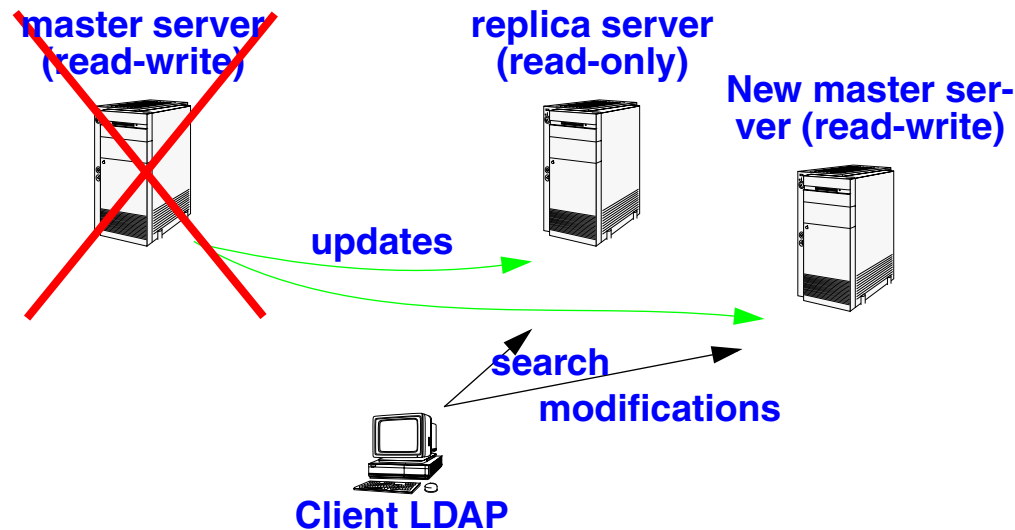 master server
(read-write)
replica server
(read-only)
New master ser-
ver (read-write)
updates
search
modifications
Client LDAP